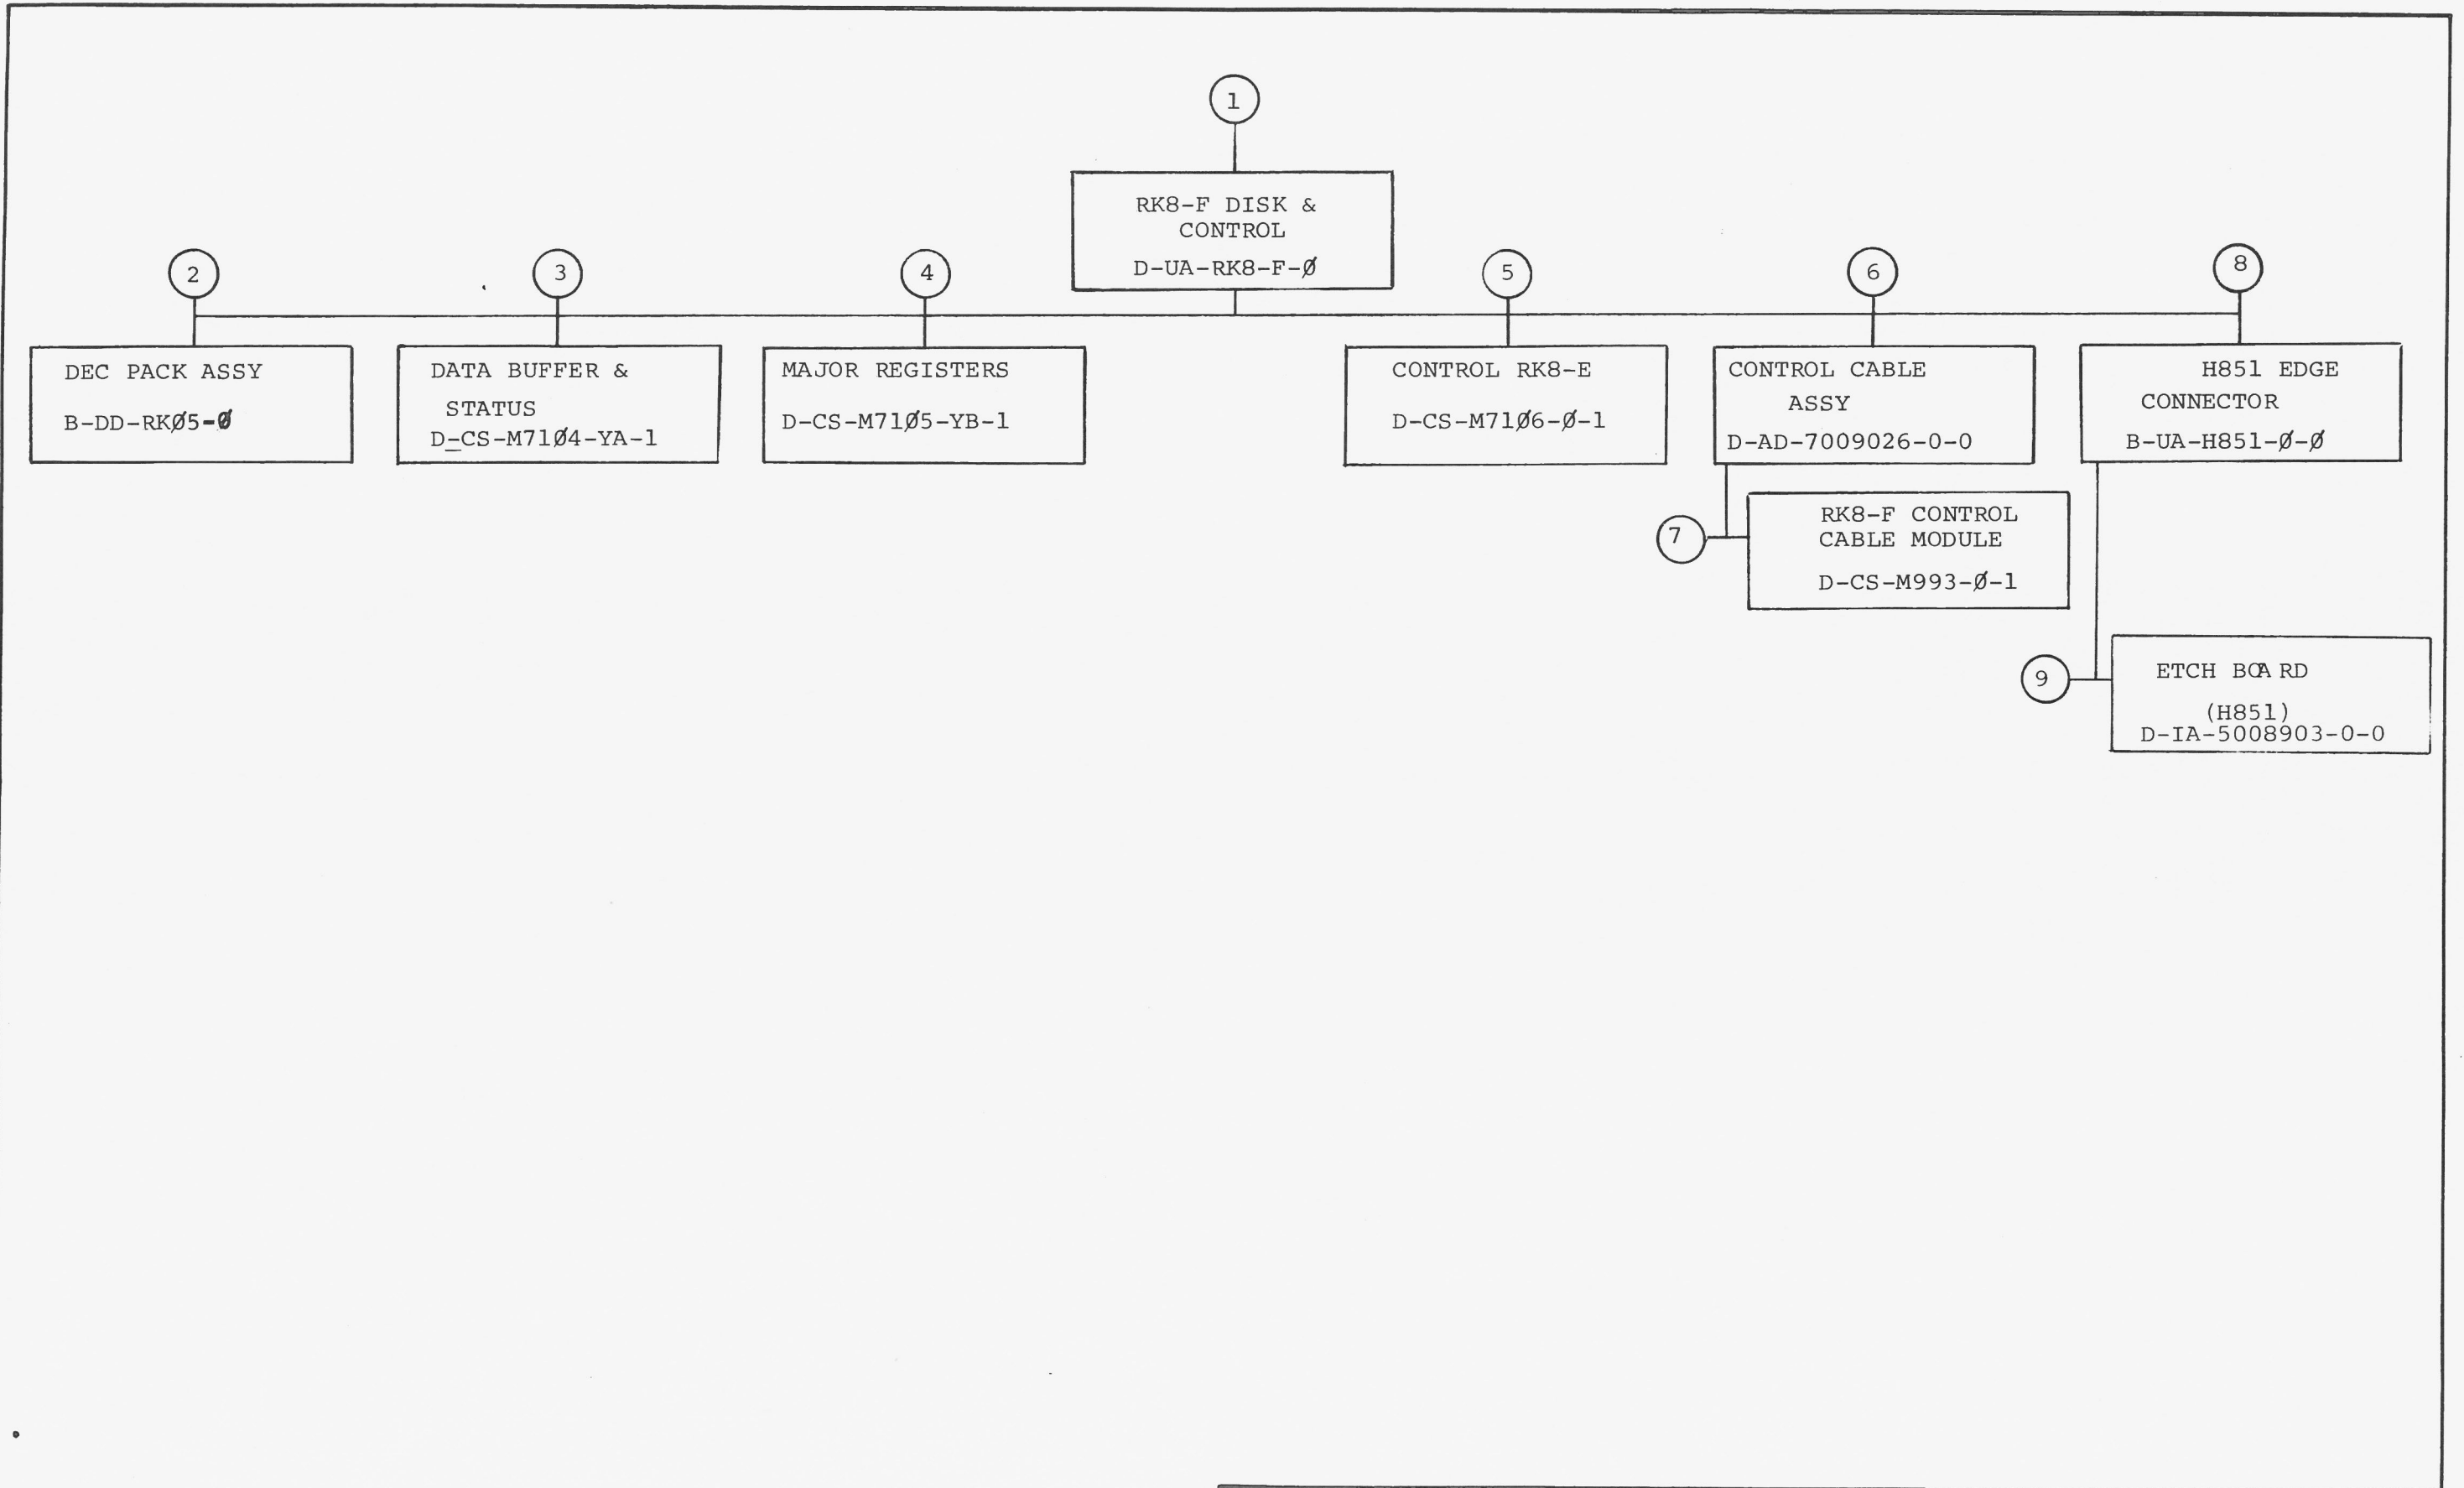 1
RK8-F DISK &
CONTROL
D-UA-RK8-F-Ø
2
3
4
5
6
8
DEC PACK ASSY
B-DD-RKØ5-Ø
DATA BUFFER &
STATUS
D-CS-M71Ø4-YA-1
MAJOR REGISTERS
D-CS-M71Ø5-YB-1
CONTROL RK8-E
D-CS-M71Ø6-Ø-1
CONTROL CABLE
ASSY
D-AD-7009026-0-0
H851 EDGE
CONNECTOR
B-UA-H851-Ø-Ø
7
RK8-F CONTROL
CABLE MODULE
D-CS-M993-Ø-1
9
ETCH BOARD
(H851)
D-IA-5008903-0-0